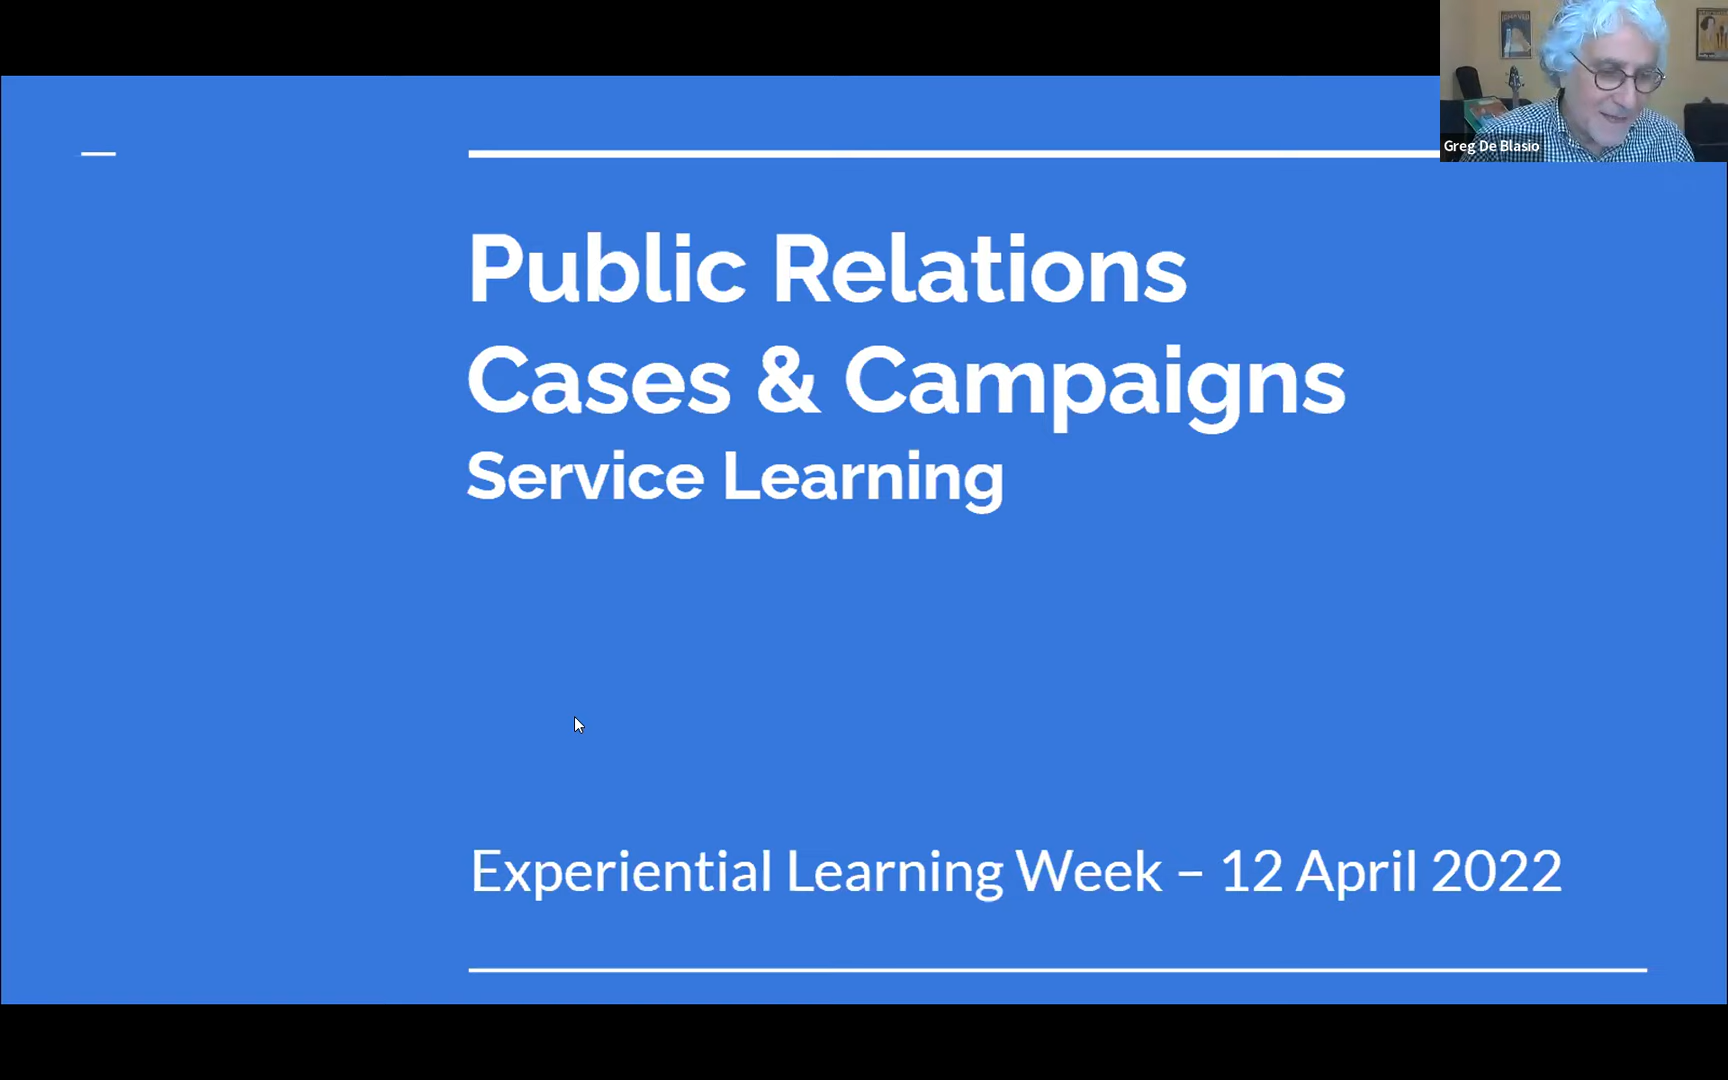 Greg De Blasio
Public Relations
Cases & Campaigns
Service Learning
Experiential Learning Week – 12 April 2022